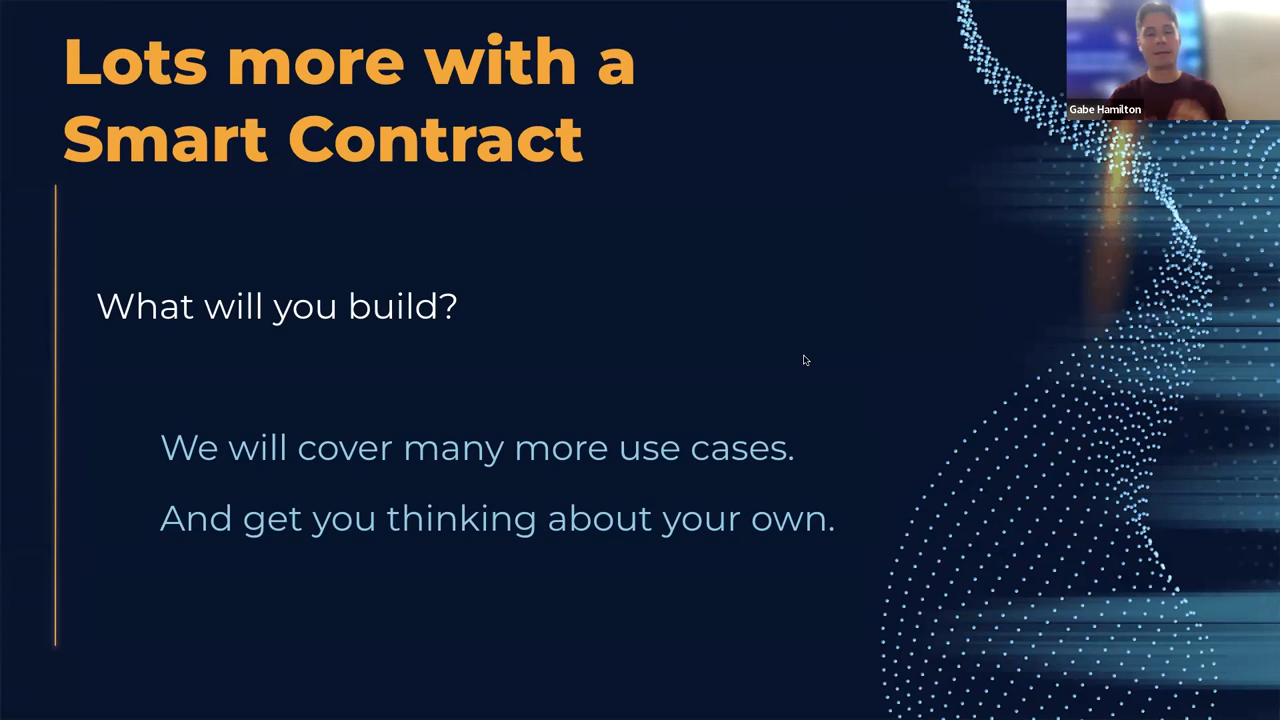 Lots more with a
Smart Contract
Gabe Hamilton
What will you build?
We will cover many more use cases.
And get you thinking about your own.